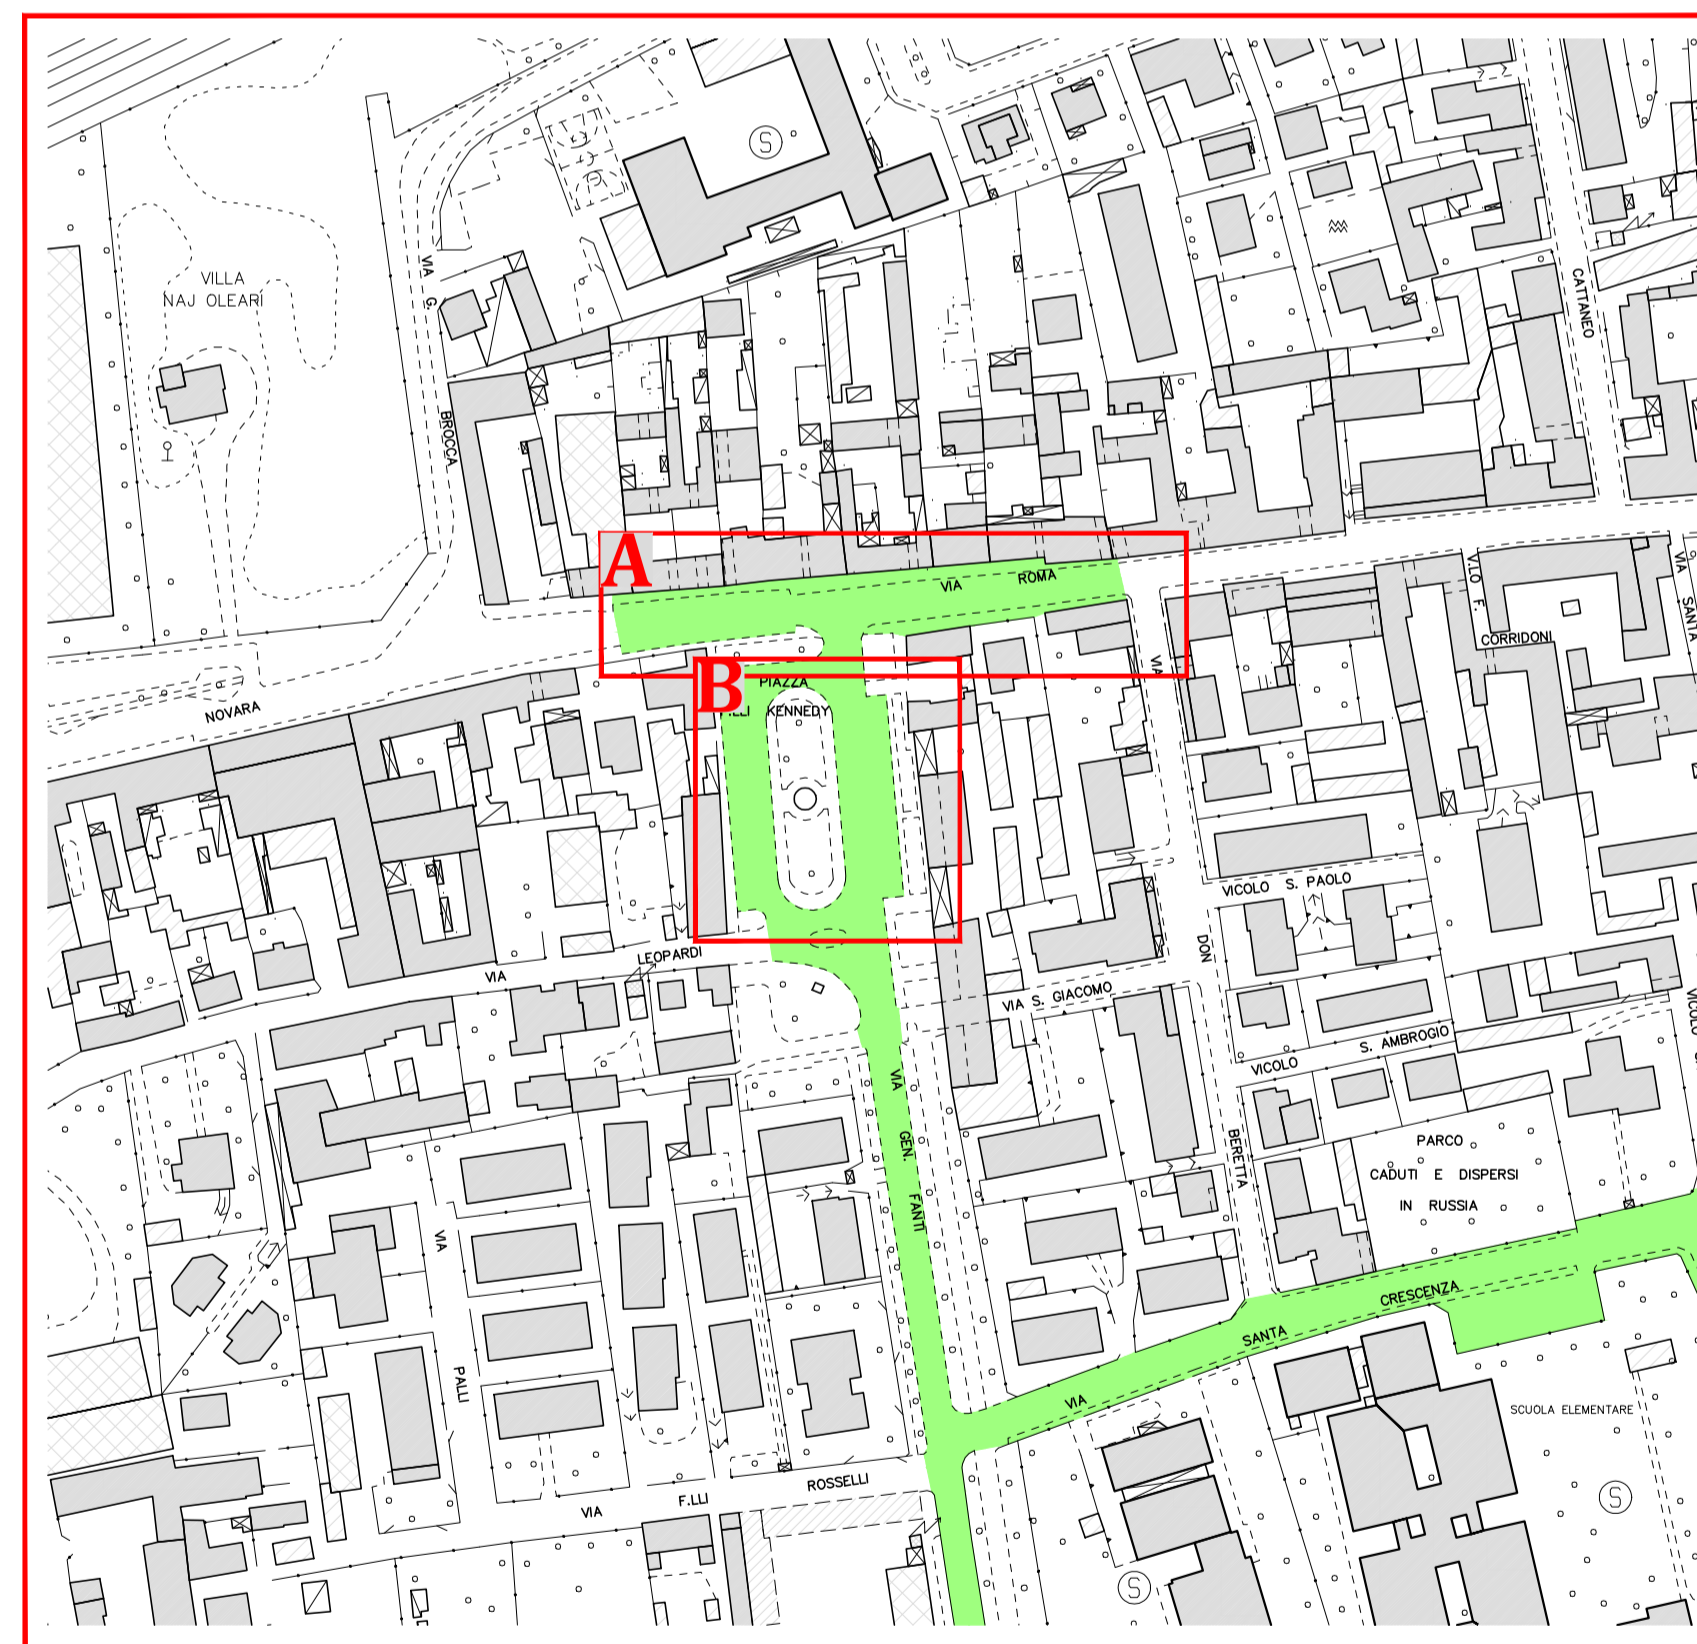 S
VILLA
NAJ OLEARI
VIA G.
BROCCA
CATTANEO
A
VIA ROMA
V.LO F.
CORRIDONI
VIA SANTA
B
PIAZZA
KENNEDY
NOVARA
VIA
DON
BERETTA
VICOLO S. PAOLO
VIA LEOPARDI
VIA S. GIACOMO
VICOLO S. AMBROGIO
VICOLO
VIA GEN. FANTI
PARCO
CADUTI E DISPERSI
IN RUSSIA
VIA
PALLI
VIA SANTA CRESCENZA
SCUOLA ELEMENTARE
VIA F.LLI ROSSELLI
S
S